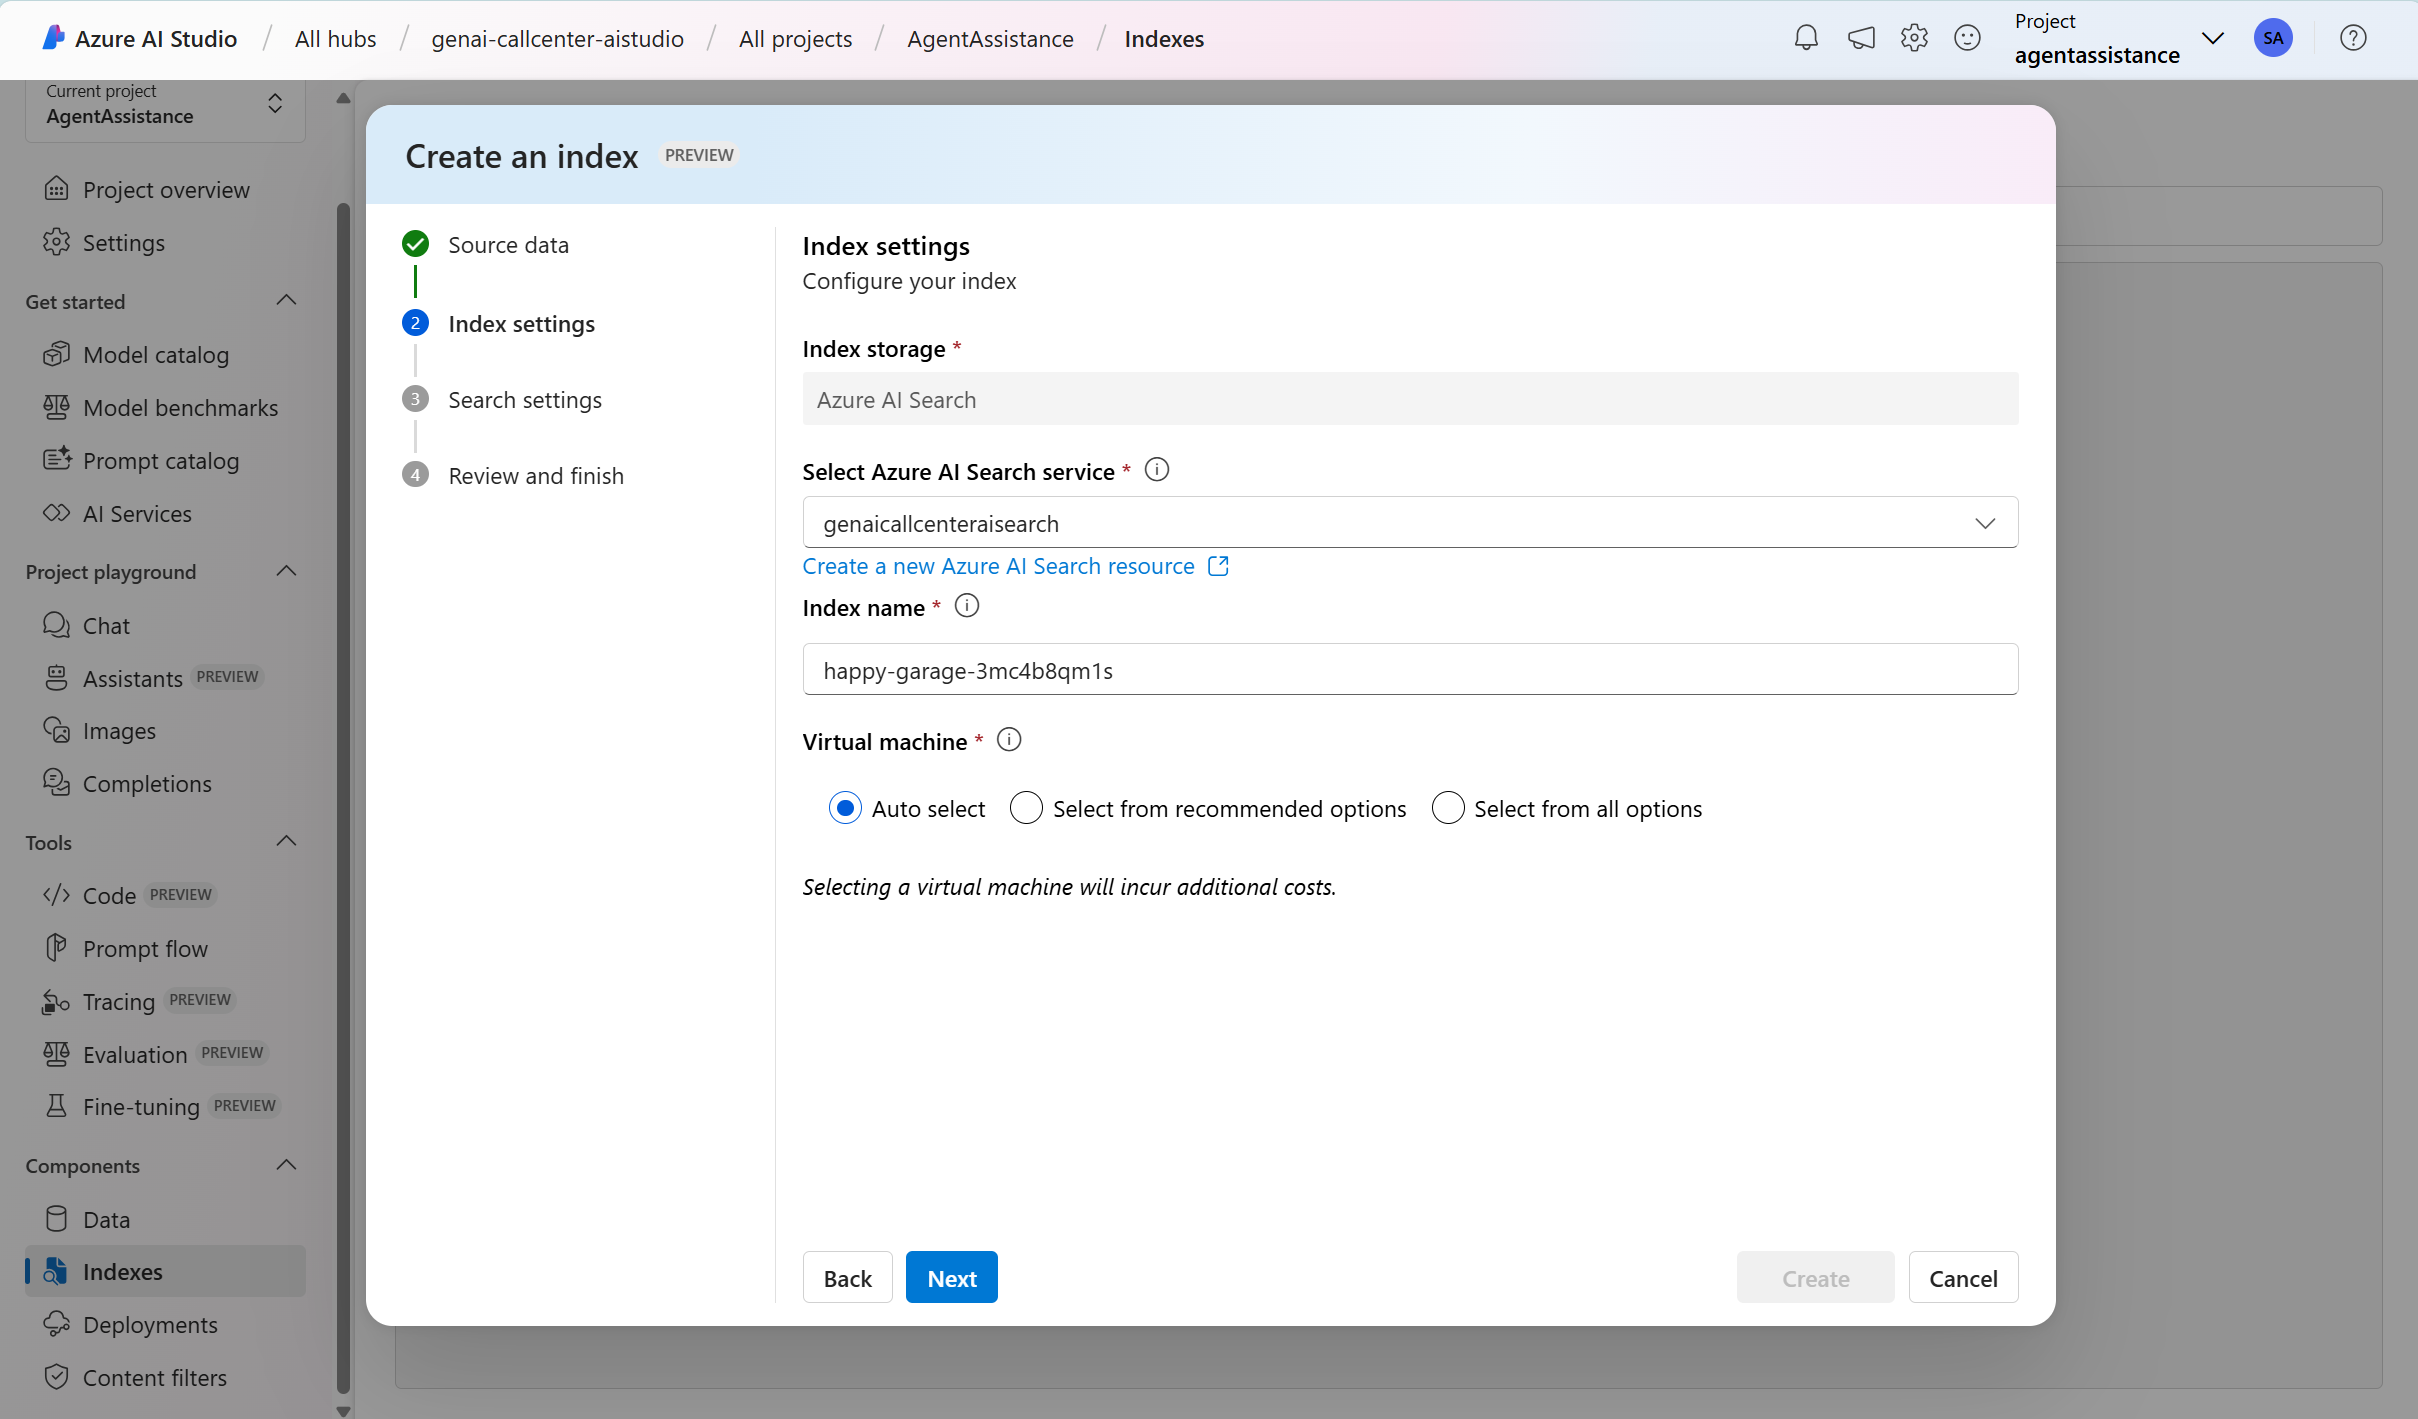 Azure AI Studio / All hubs / genai-callcenter-aistudio / All projects / AgentAssistance / Indexes
Project
agentassistance
SA
Current project
AgentAssistance
Project overview
Settings
Get started
Model catalog
Model benchmarks
Prompt catalog
AI Services
Project playground
Chat
Assistants PREVIEW
Images
Completions
Tools
Code PREVIEW
Prompt flow
Tracing PREVIEW
Evaluation PREVIEW
Fine-tuning PREVIEW
Components
Data
Indexes
Deployments
Content filters
Create an index PREVIEW
Source data
2 Index settings
3 Search settings
4 Review and finish
Index settings
Configure your index
Index storage *
Azure AI Search
Select Azure AI Search service *
genaicallcenteraisearch
Create a new Azure AI Search resource
Index name *
happy-garage-3mc4b8qm1s
Virtual machine *
Auto select Select from recommended options Select from all options
Selecting a virtual machine will incur additional costs.
Back Next Create Cancel